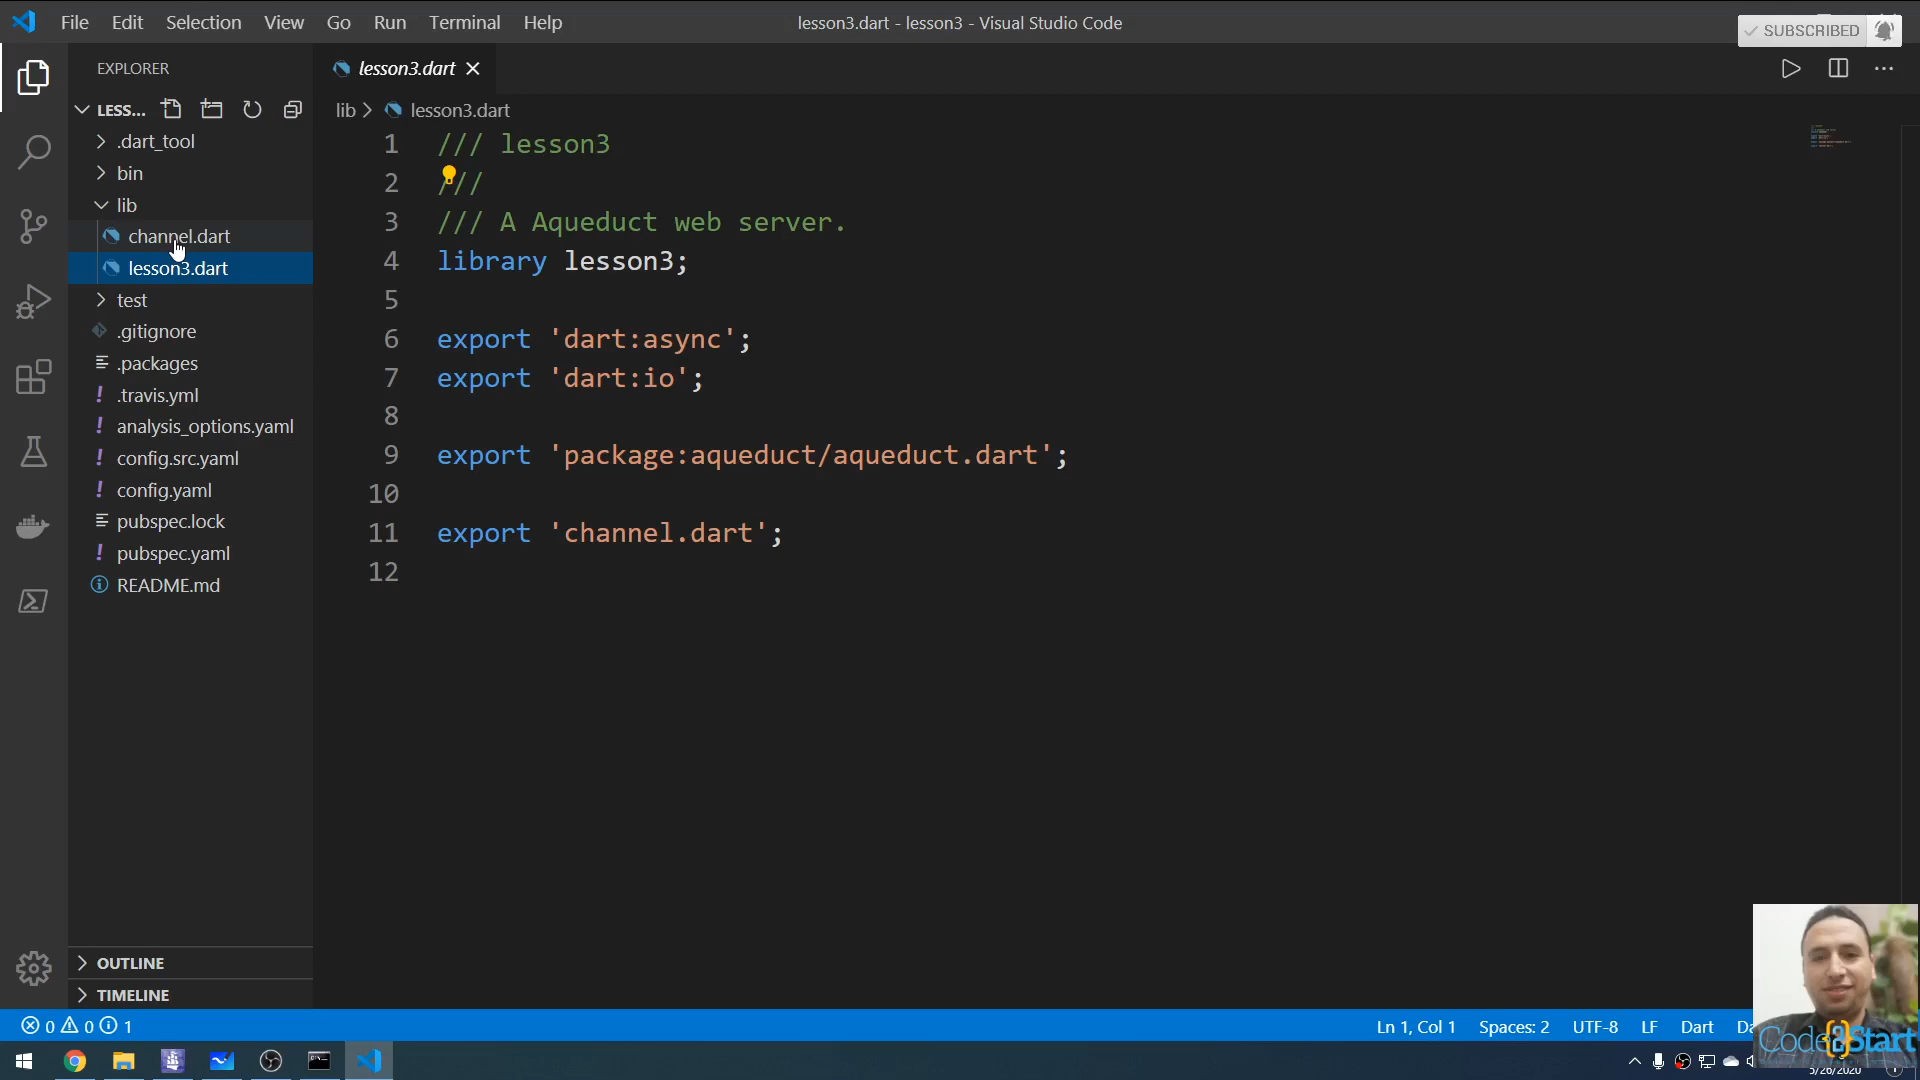 File Edit Selection View Go Run Terminal Help
lesson3.dart - lesson3 - Visual Studio Code
SUBSCRIBED
EXPLORER
lesson3.dart
LESS...
lib > lesson3.dart
.dart_tool
bin
lib
channel.dart
lesson3.dart
test
.gitignore
.packages
.travis.yml
analysis_options.yaml
config.src.yaml
config.yaml
pubspec.lock
pubspec.yaml
README.md
1 /// lesson3
2 ///
3 /// A Aqueduct web server.
4 library lesson3;
5
6 export 'dart:async';
7 export 'dart:io';
8
9 export 'package:aqueduct/aqueduct.dart';
10
11 export 'channel.dart';
12
OUTLINE
TIMELINE
0 0 1
Ln 1, Col 1 Spaces: 2 UTF-8 LF Dart
Code2Start
5/26/2020